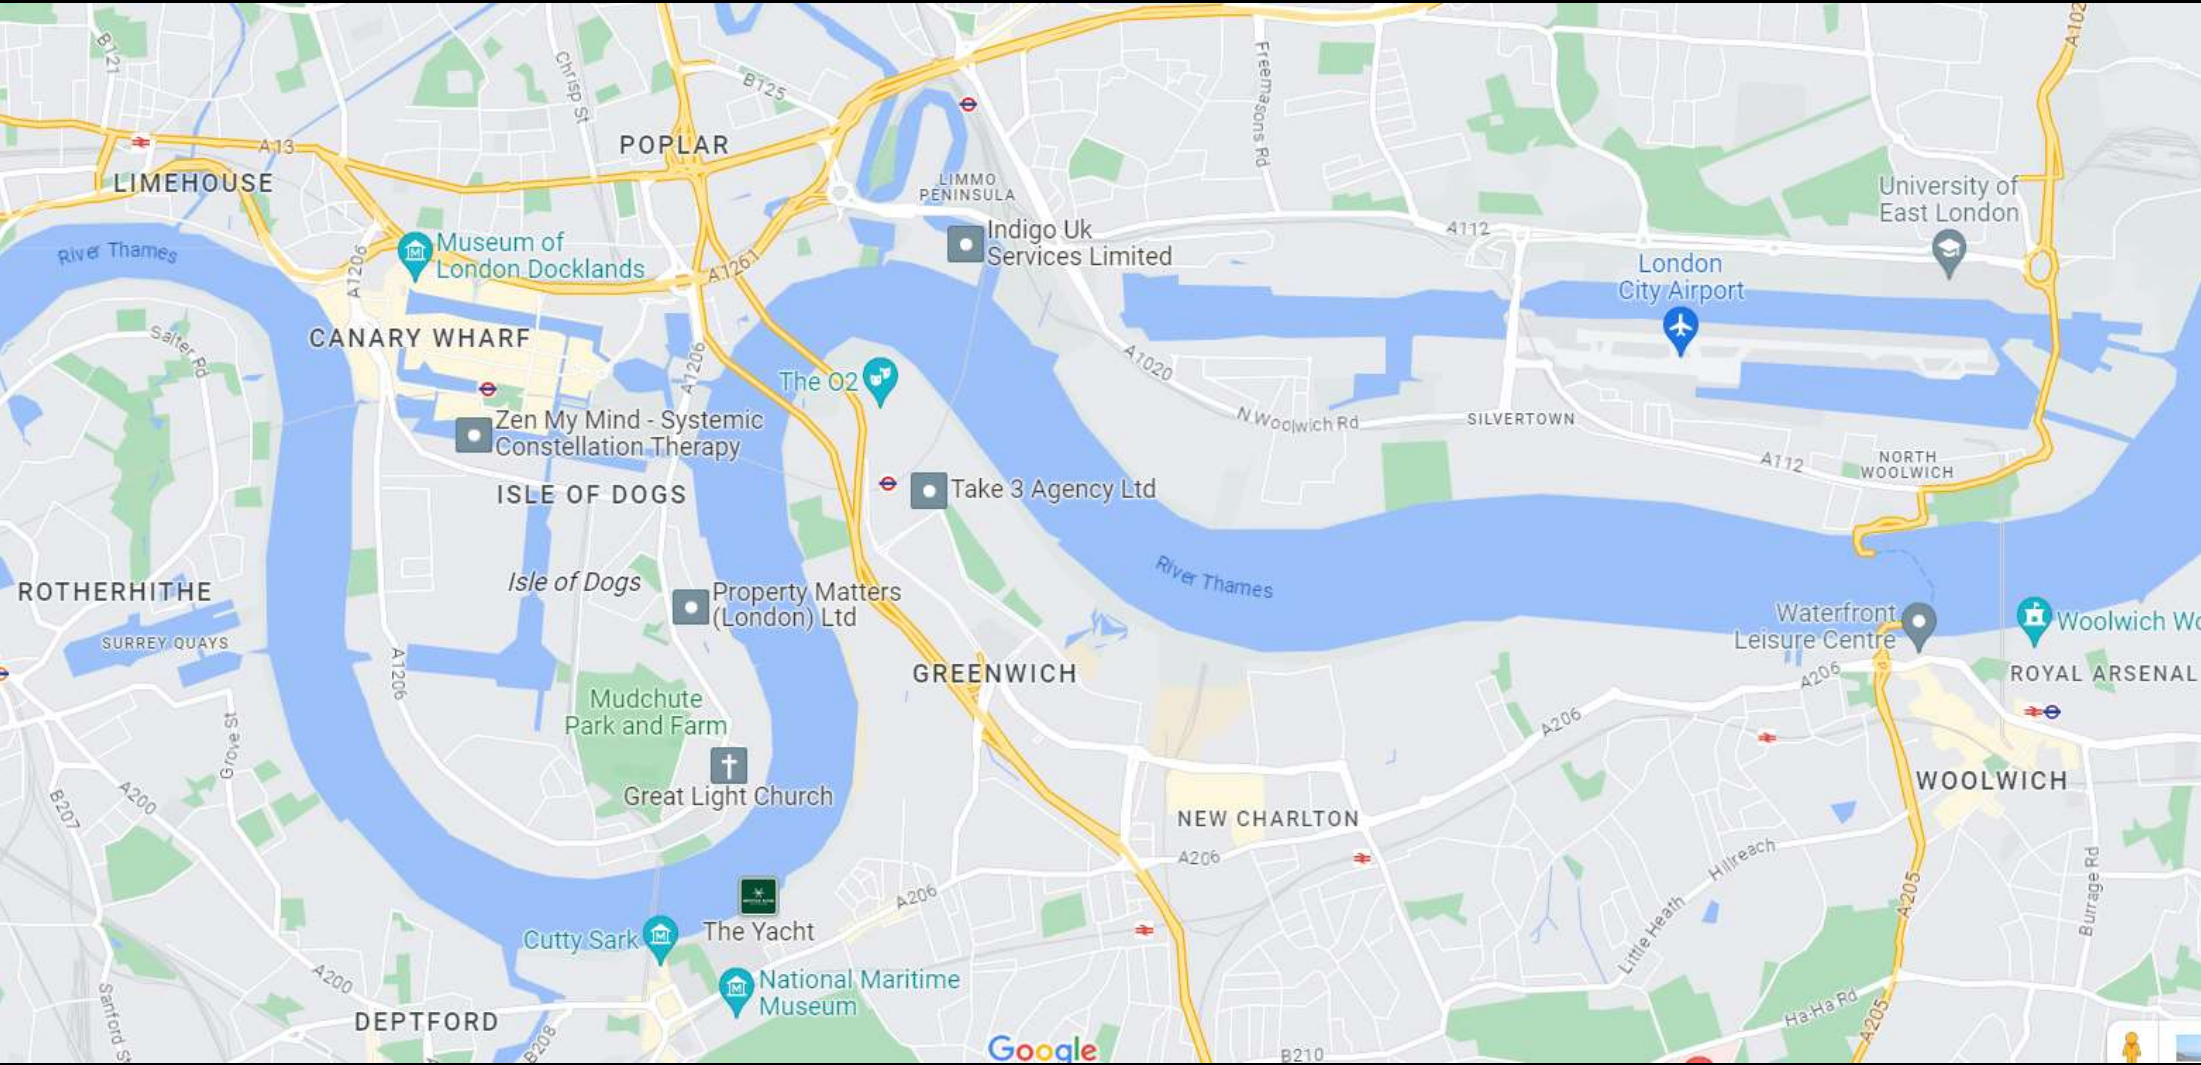 A102
B121
Chrisp St
B125
Freemasons Rd
A13
POPLAR
LIMEHOUSE
LIMMO
PENINSULA
University of
East London
River Thames
A1206
Museum of
London Docklands
A1261
Indigo Uk
Services Limited
A112
London
City Airport
CANARY WHARF
Salter Rd
A1206
The O2
A1020
N Woolwich Rd
SILVERTOWN
Zen My Mind - Systemic
Constellation Therapy
A112
NORTH
WOOLWICH
ISLE OF DOGS
Take 3 Agency Ltd
River Thames
Isle of Dogs
ROTHERHITHE
Property Matters
(London) Ltd
SURREY QUAYS
Waterfront
Leisure Centre
Woolwich Wo
A1206
GREENWICH
A206
ROYAL ARSENAL
Mudchute
Park and Farm
A206
Grove St
WOOLWICH
B207
A200
Great Light Church
NEW CHARLTON
A206
Hillreach
A206
A205
Burrage Rd
The Yacht
Cutty Sark
Little Heath
A200
National Maritime
Museum
Sanford St
DEPTFORD
B208
Ha-Ha Rd
A205
Google
B210